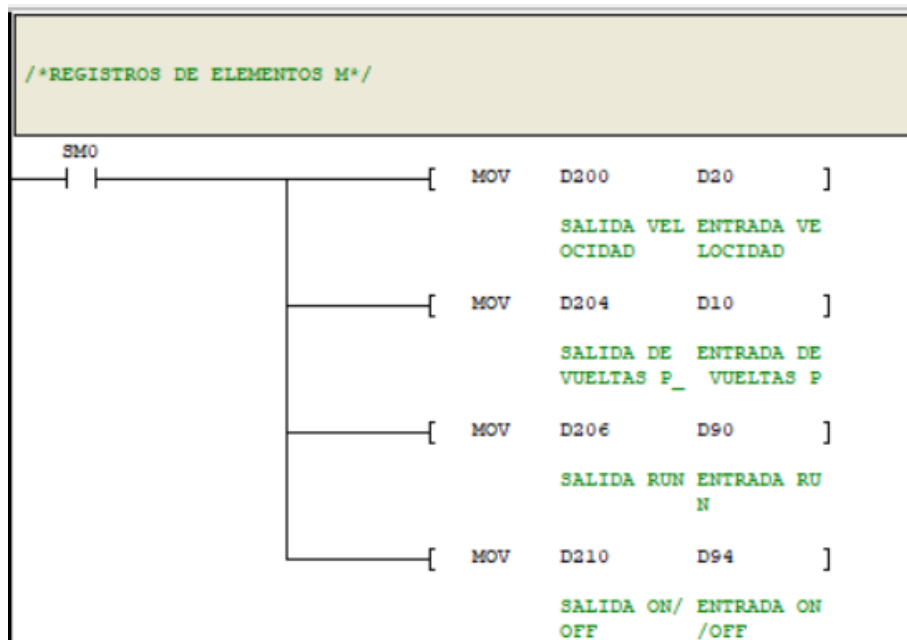 /*REGISTROS DE ELEMENTOS M*/
SM0
[ MOV D200 D20 ]
SALIDA VEL ENTRADA VE
OCIDAD LOCIDAD
[ MOV D204 D10 ]
SALIDA DE ENTRADA DE
VUELTAS P_ VUELTAS P
[ MOV D206 D90 ]
SALIDA RUN ENTRADA RU
N
[ MOV D210 D94 ]
SALIDA ON/ ENTRADA ON
OFF /OFF